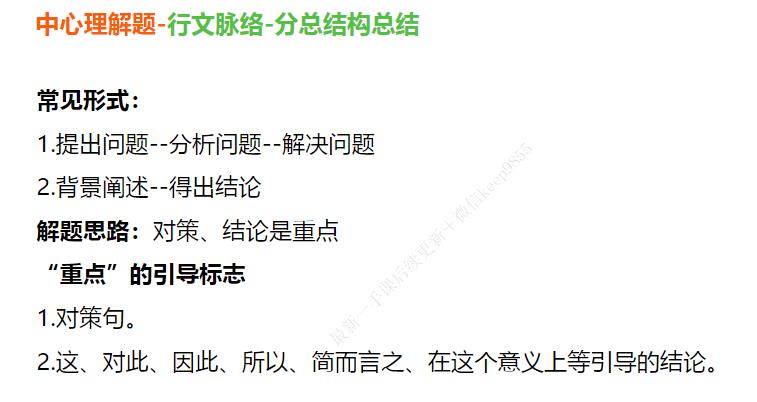 中心理解题-行文脉络-分总结构总结
常见形式：
1.提出问题--分析问题--解决问题
2.背景阐述--得出结论
解题思路：对策、结论是重点
“重点”的引导标志
1.对策句。
2.这、对此、因此、所以、简而言之、在这个意义上等引导的结论。
最新一手课后续更新+微信keep9855